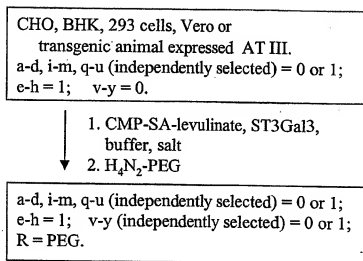 CHO, BHK, 293 cells, Vero or
transgenic animal expressed AT III.
a-d, i-m, q-u (independently selected) = 0 or 1;
e-h = 1; v-y = 0.
1. CMP-SA-levulinate, ST3Gal3,
buffer, salt
2. H₄N₂-PEG
a-d, i-m, q-u (independently selected) = 0 or 1;
e-h = 1; v-y (independently selected) = 0 or 1;
R = PEG.